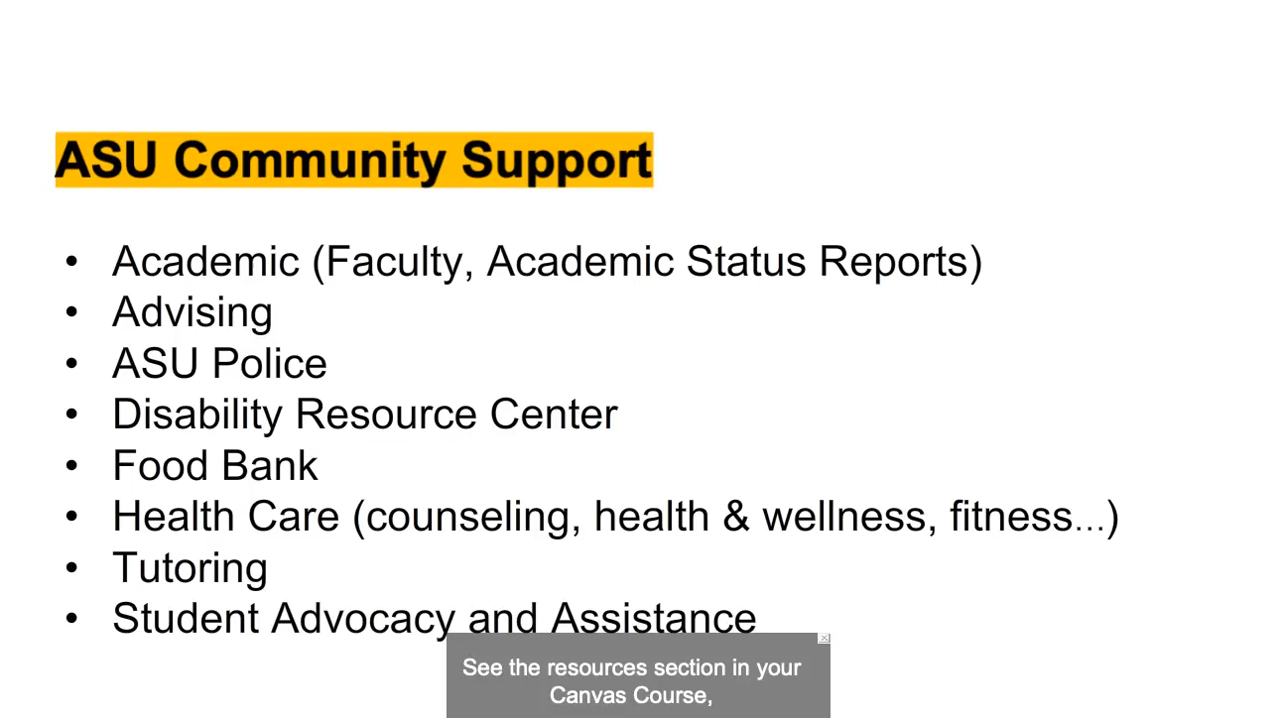 ASU Community Support
• Academic (Faculty, Academic Status Reports)
• Advising
• ASU Police
• Disability Resource Center
• Food Bank
• Health Care (counseling, health & wellness, fitness...)
• Tutoring
• Student Advocacy and Assistance
See the resources section in your
Canvas Course,